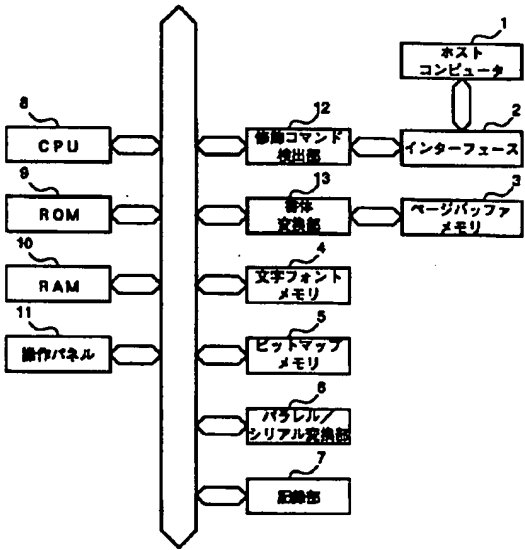 1
ホスト
コンピュータ
8
CPU
12
修飾コマンド
検出部
2
インターフェース
9
ROM
13
書体
変換部
3
ページバッファ
メモリ
10
RAM
4
文字フォント
メモリ
11
操作パネル
5
ビットマップ
メモリ
6
パラレル/
シリアル変換部
7
記録部